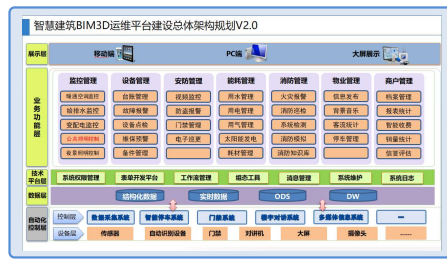 智慧建筑BIM3D运维平台建设总体架构规划V2.0
展示层 移动端 PC端 大屏展示
业务功能层
监控管理 设备管理 安防管理 能耗管理 消防管理 物业管理 商户管理
暖通空调监控 台账管理 视频监控 用水管理 火灾报警 信息发布 档案管理
给排水监控 故障报警 防盗报警 用电管理 消防巡检 背景音乐 报表统计
变配电监控 设备点检 门禁管理 用气管理 系统检测 客流统计 智能收费
公共照明控制 维保预警 电子巡更 太阳能发电 消防模拟 停车管理 销量统计
夜景照明控制 备件管理 耗材管理 消防知识库 信誉评估
技术平台层 系统权限管理 表单开发平台 工作流管理 组态工具 消息管理 系统维护 系统日志
数据层 结构化数据 实时数据 ODS DW
自动化控制层
控制层 数据采集系统 智能停车系统 门禁系统 楼宇对讲系统 多媒体信息系统 ...
设备层 传感器 自动识别设备 门禁 对讲机 大屏 摄像头 ......